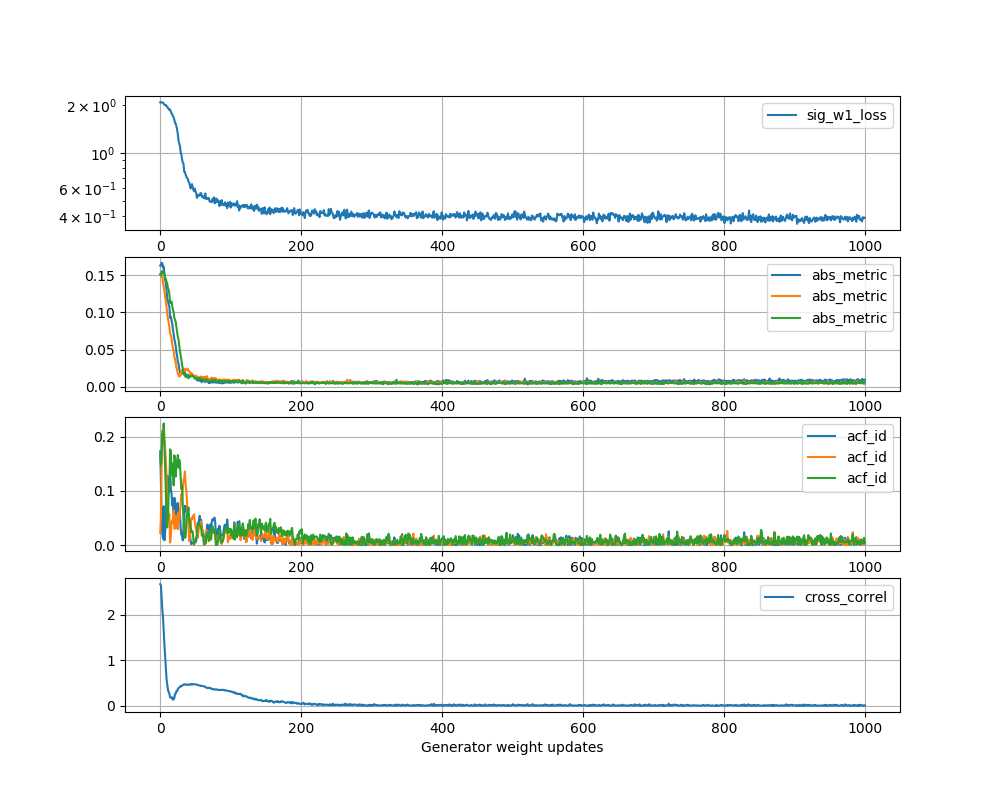 2 × 10⁰
10⁰
6 × 10⁻¹
4 × 10⁻¹
sig_w1_loss
0 200 400 600 800 1000
0.15
0.10
0.05
0.00
abs_metric
abs_metric
abs_metric
0 200 400 600 800 1000
0.2
0.1
0.0
acf_id
acf_id
acf_id
0 200 400 600 800 1000
2
1
0
cross_correl
0 200 400 600 800 1000
Generator weight updates